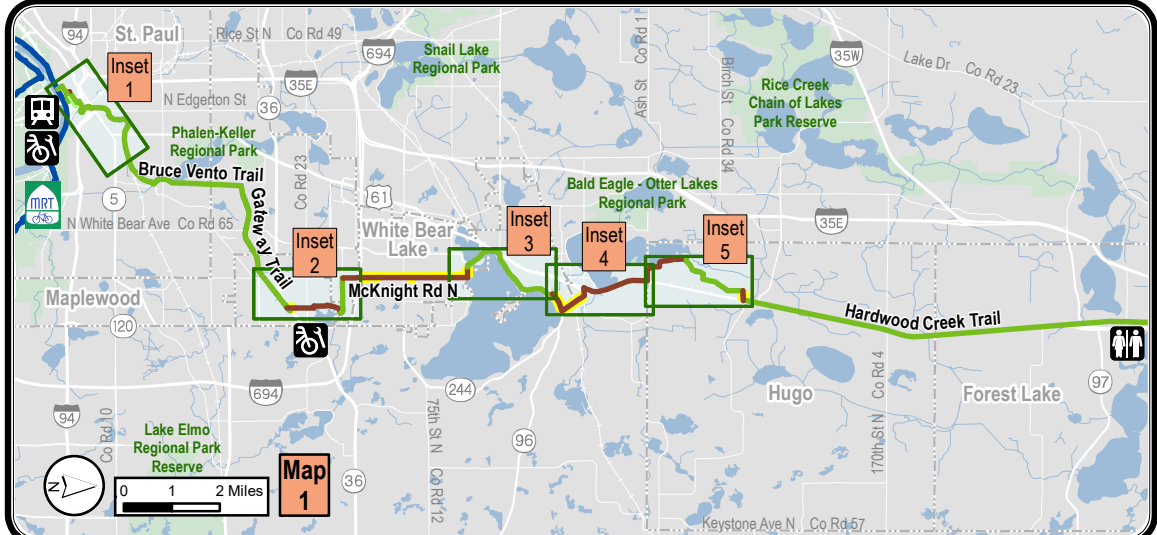 94
St. Paul
Rice St N Co Rd 49
694
Snail Lake
Regional Park
Co Rd 1
Ash St
35W
Lake Dr Co Rd 23
Inset
1
35E
N Edgerton St
36
Birch St Co Rd 34
Rice Creek
Chain of Lakes
Park Reserve
Phalen-Keller
Regional Park
Co Rd 23
Bruce Vento Trail
61
Bald Eagle - Otter Lakes
Regional Park
MRT
5
N White Bear Ave Co Rd 65
Gateway Trail
Inset
2
White Bear
Lake
Inset
3
Inset
4
Inset
5
35E
McKnight Rd N
Maplewood
120
Hardwood Creek Trail
694
244
Hugo
170th St N Co Rd 4
Forest Lake
97
94
Co Rd 10
Lake Elmo
Regional Park
Reserve
75th St N Co Rd 12
96
36
N
0 1 2 Miles
Map
1
Keystone Ave N Co Rd 57